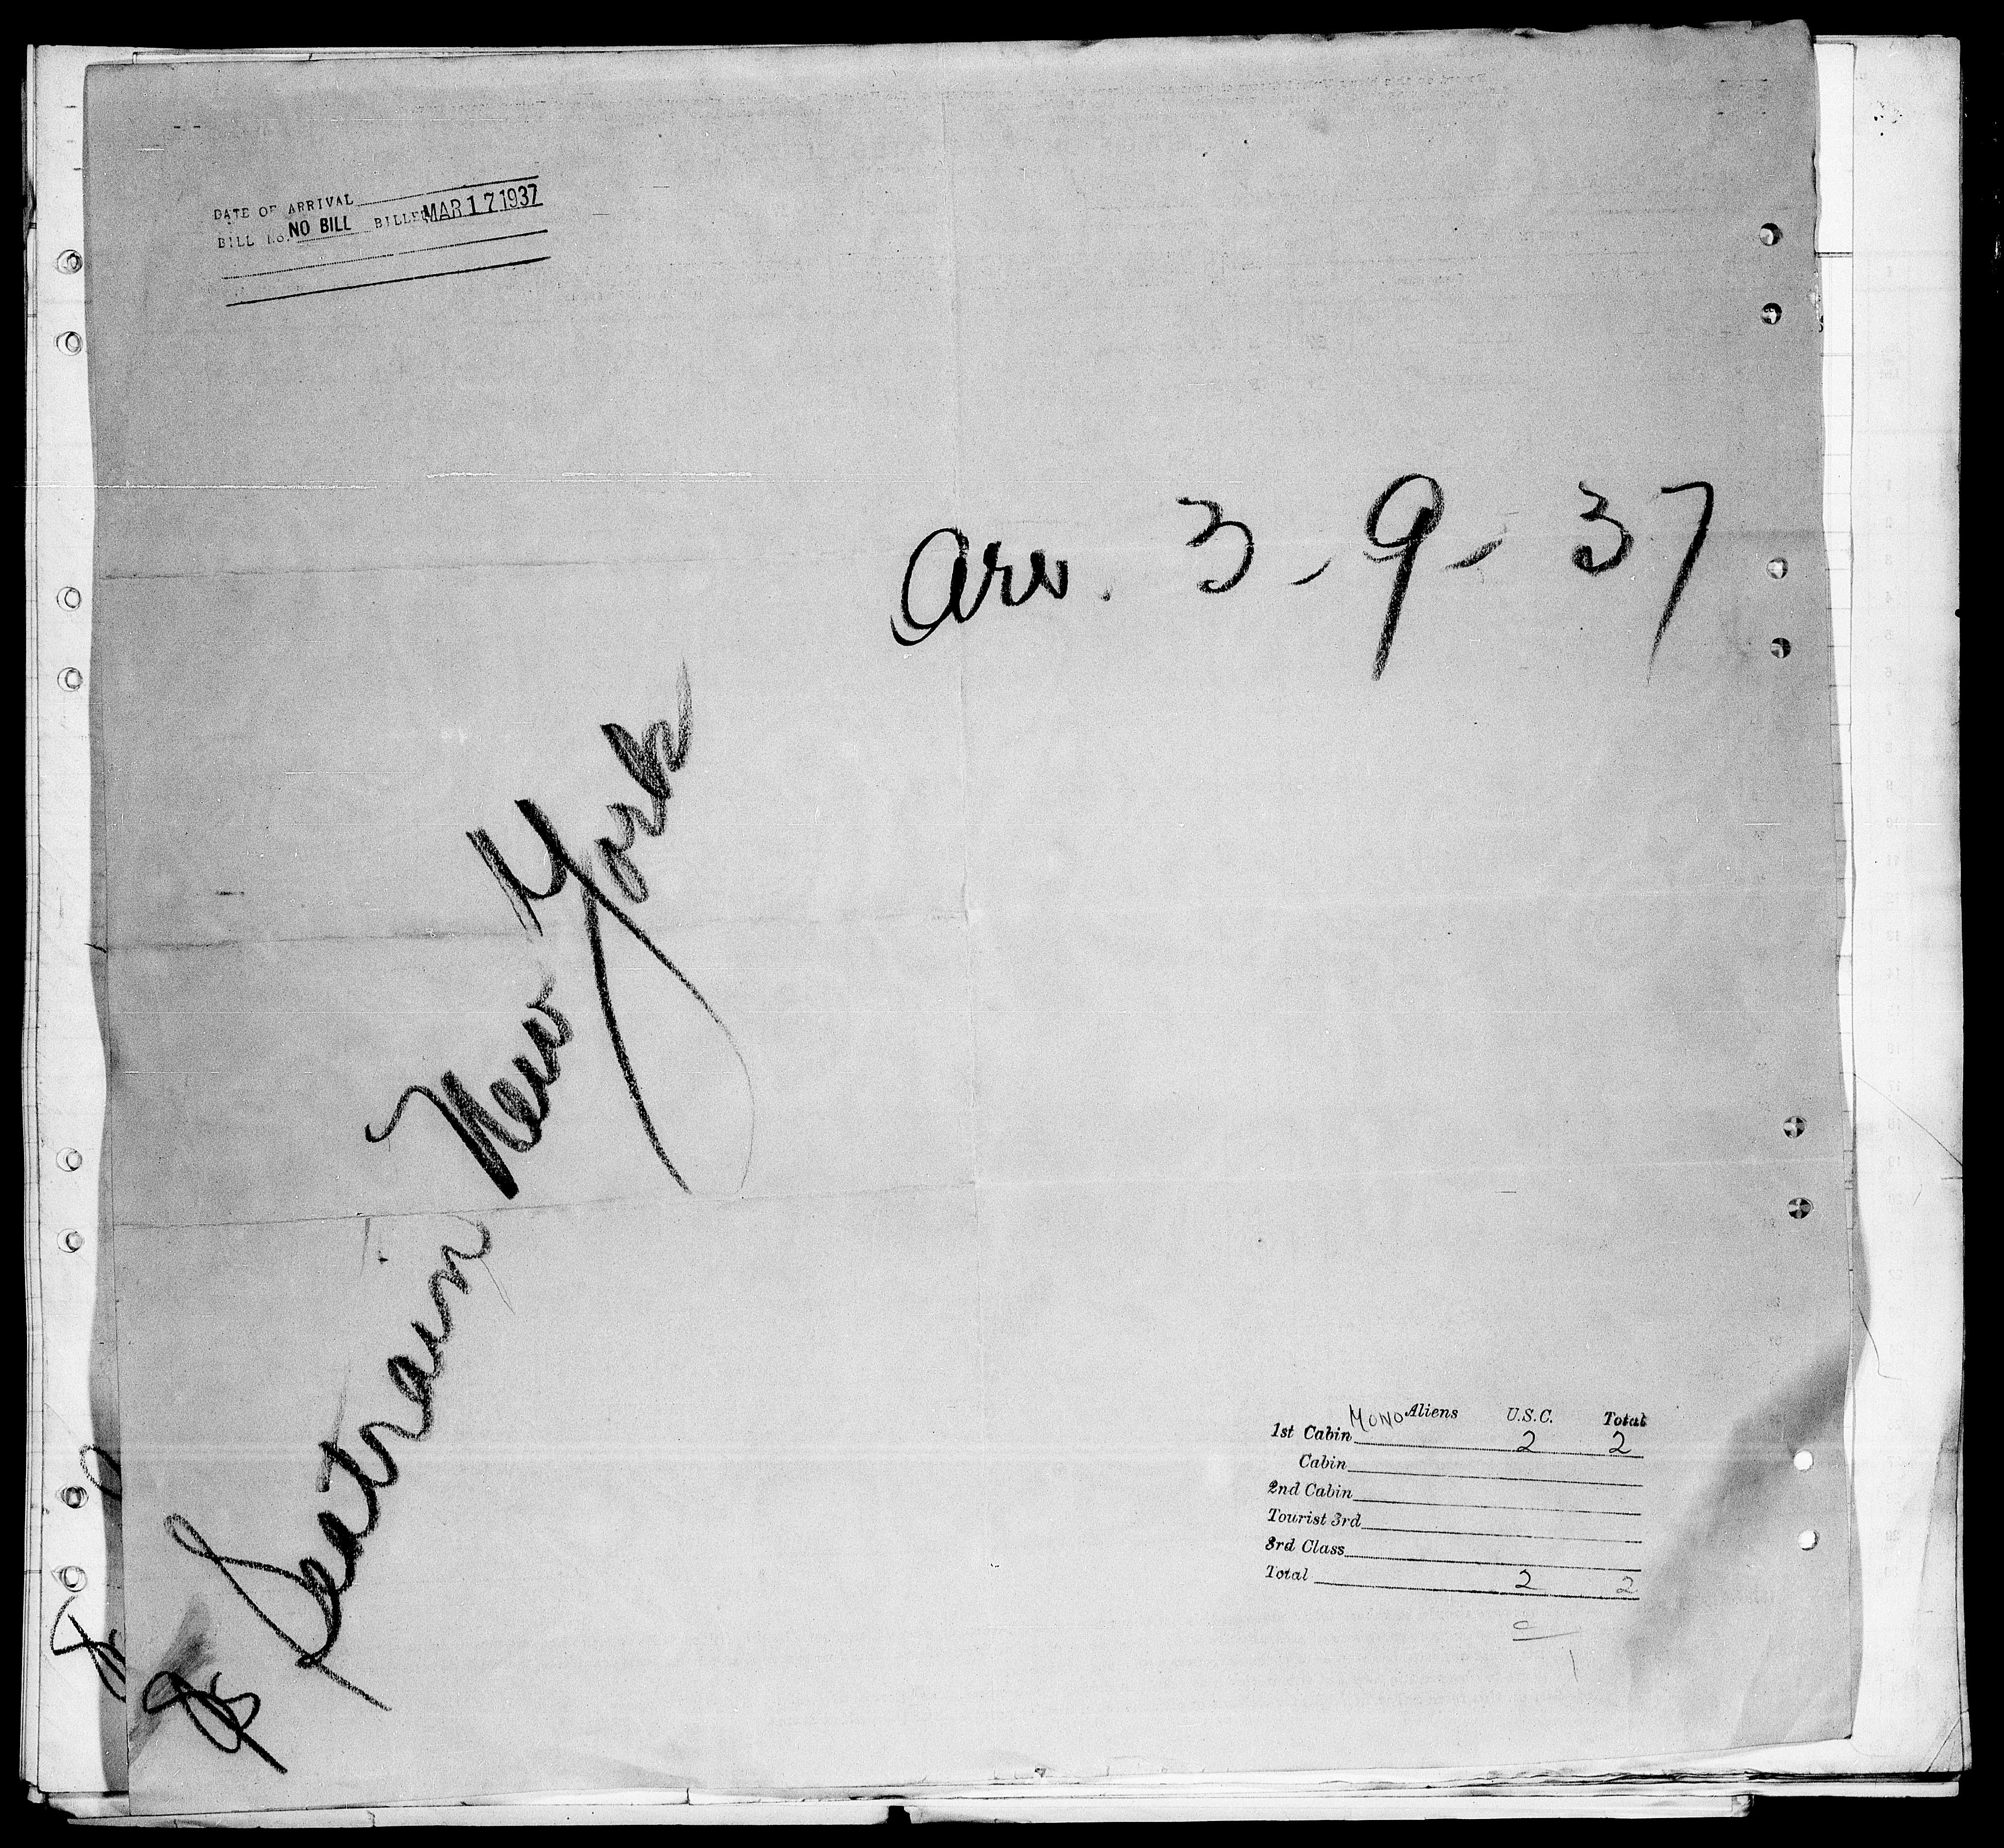 DATE OF ARRIVAL
BILL No. NO BILL BILLED MAR 17 1937
Arv. 3-9-37
SS Seatrain New York
MONO Aliens U.S.C. Total
1st Cabin 2 2
Cabin
2nd Cabin
Tourist 3rd
3rd Class
Total 2 2